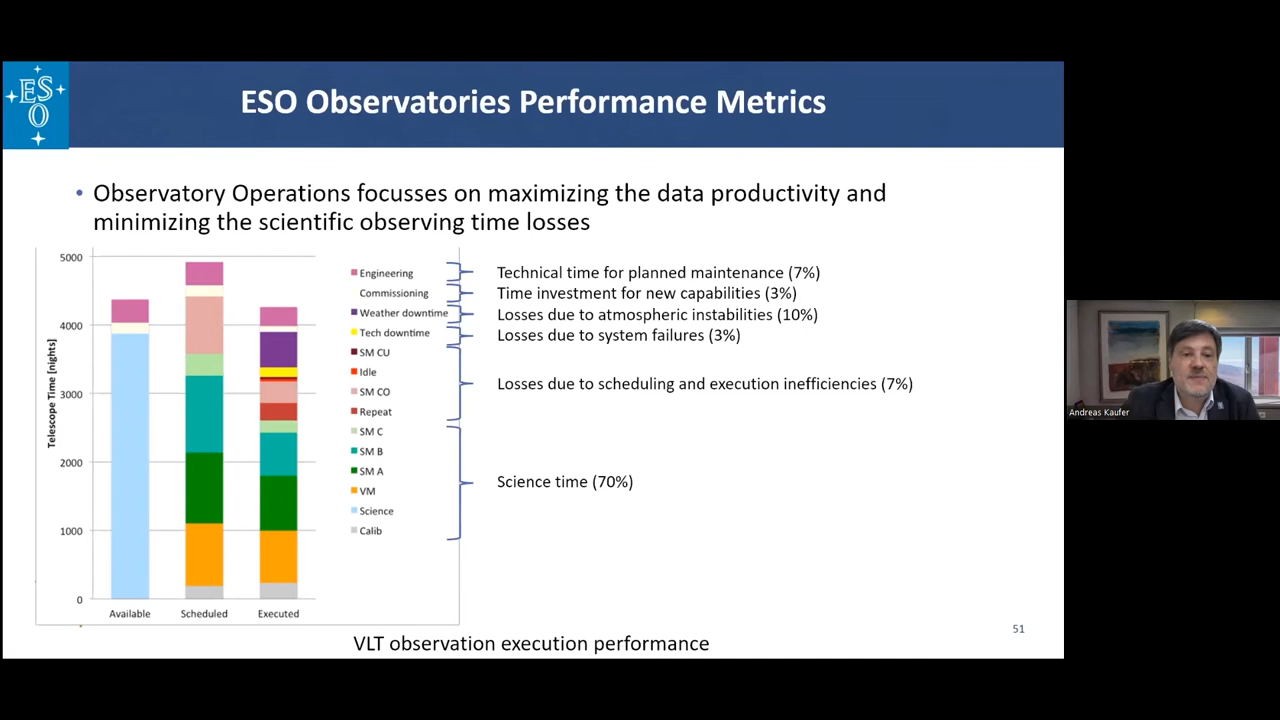 ESO
ESO Observatories Performance Metrics
• Observatory Operations focusses on maximizing the data productivity and
minimizing the scientific observing time losses
Telescope Time [nights]
5000
4000
3000
2000
1000
0
Available
Scheduled
Executed
Engineering
Commissioning
Weather downtime
Tech downtime
SM CU
Idle
SM CO
Repeat
SM C
SM B
SM A
VM
Science
Calib
Technical time for planned maintenance (7%)
Time investment for new capabilities (3%)
Losses due to atmospheric instabilities (10%)
Losses due to system failures (3%)
Losses due to scheduling and execution inefficiencies (7%)
Science time (70%)
51
VLT observation execution performance
Andreas Kaufer